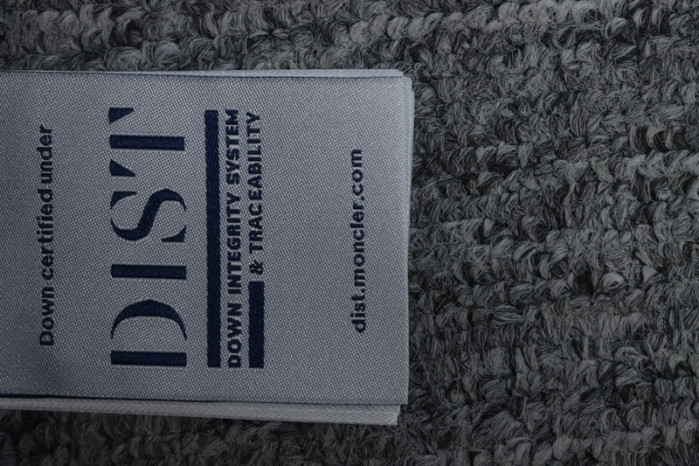 Down certified under
DIST
DOWN INTEGRITY SYSTEM
& TRACEABILITY
dist.moncler.com